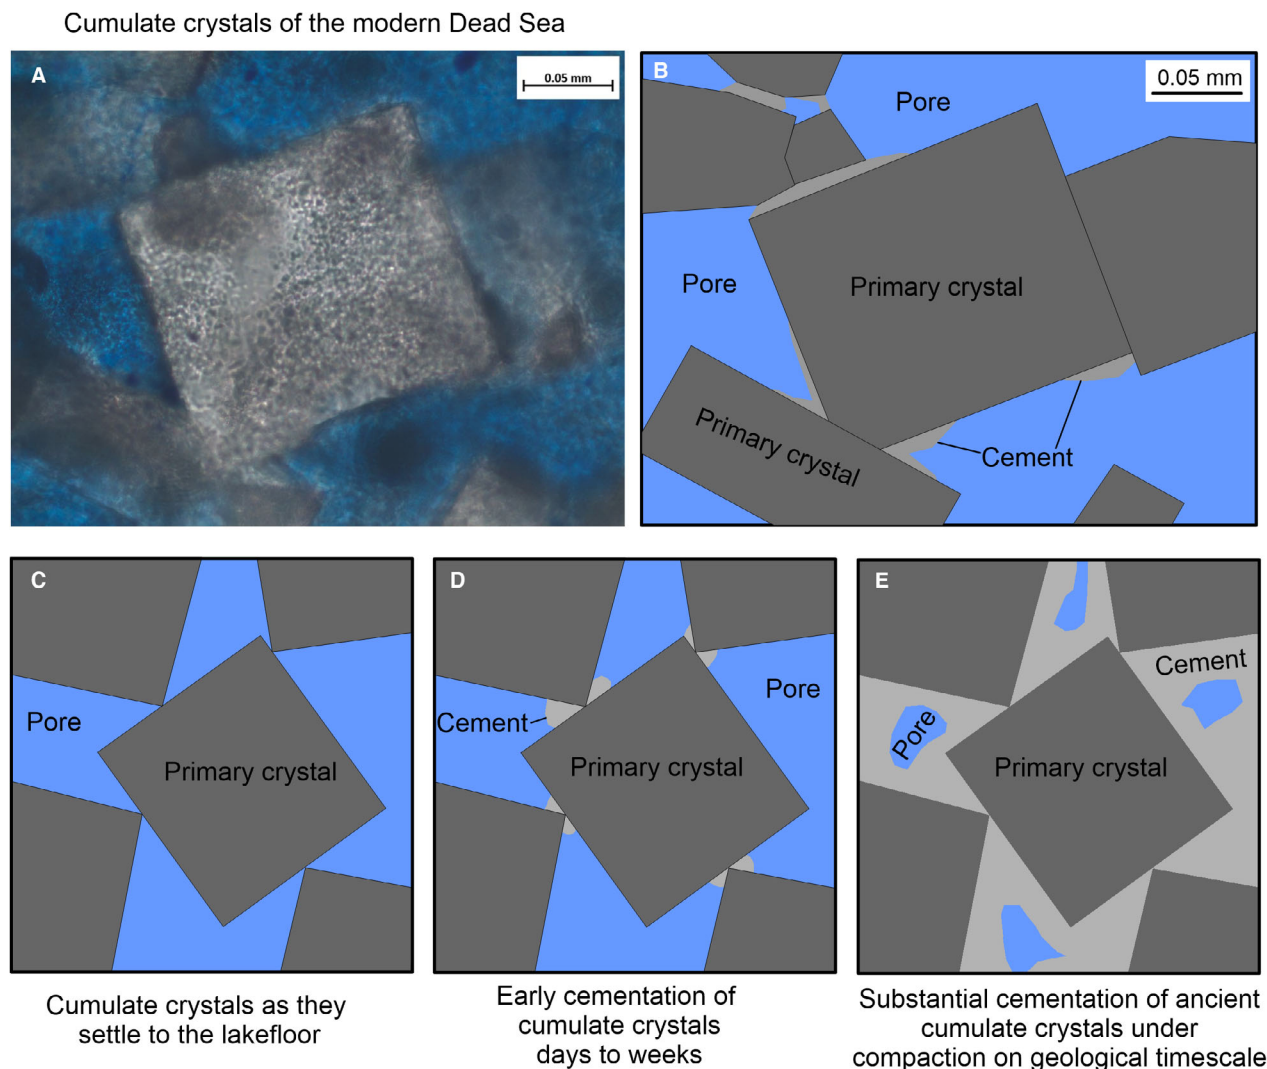 Cumulate crystals of the modern Dead Sea
A
0.05 mm
B
0.05 mm
Pore
Pore
Primary crystal
Primary crystal
Cement
C
Pore
Primary crystal
D
Pore
Cement
Primary crystal
E
Cement
Pore
Primary crystal
Cumulate crystals as they
settle to the lakefloor
Early cementation of
cumulate crystals
days to weeks
Substantial cementation of ancient
cumulate crystals under
compaction on geological timescale